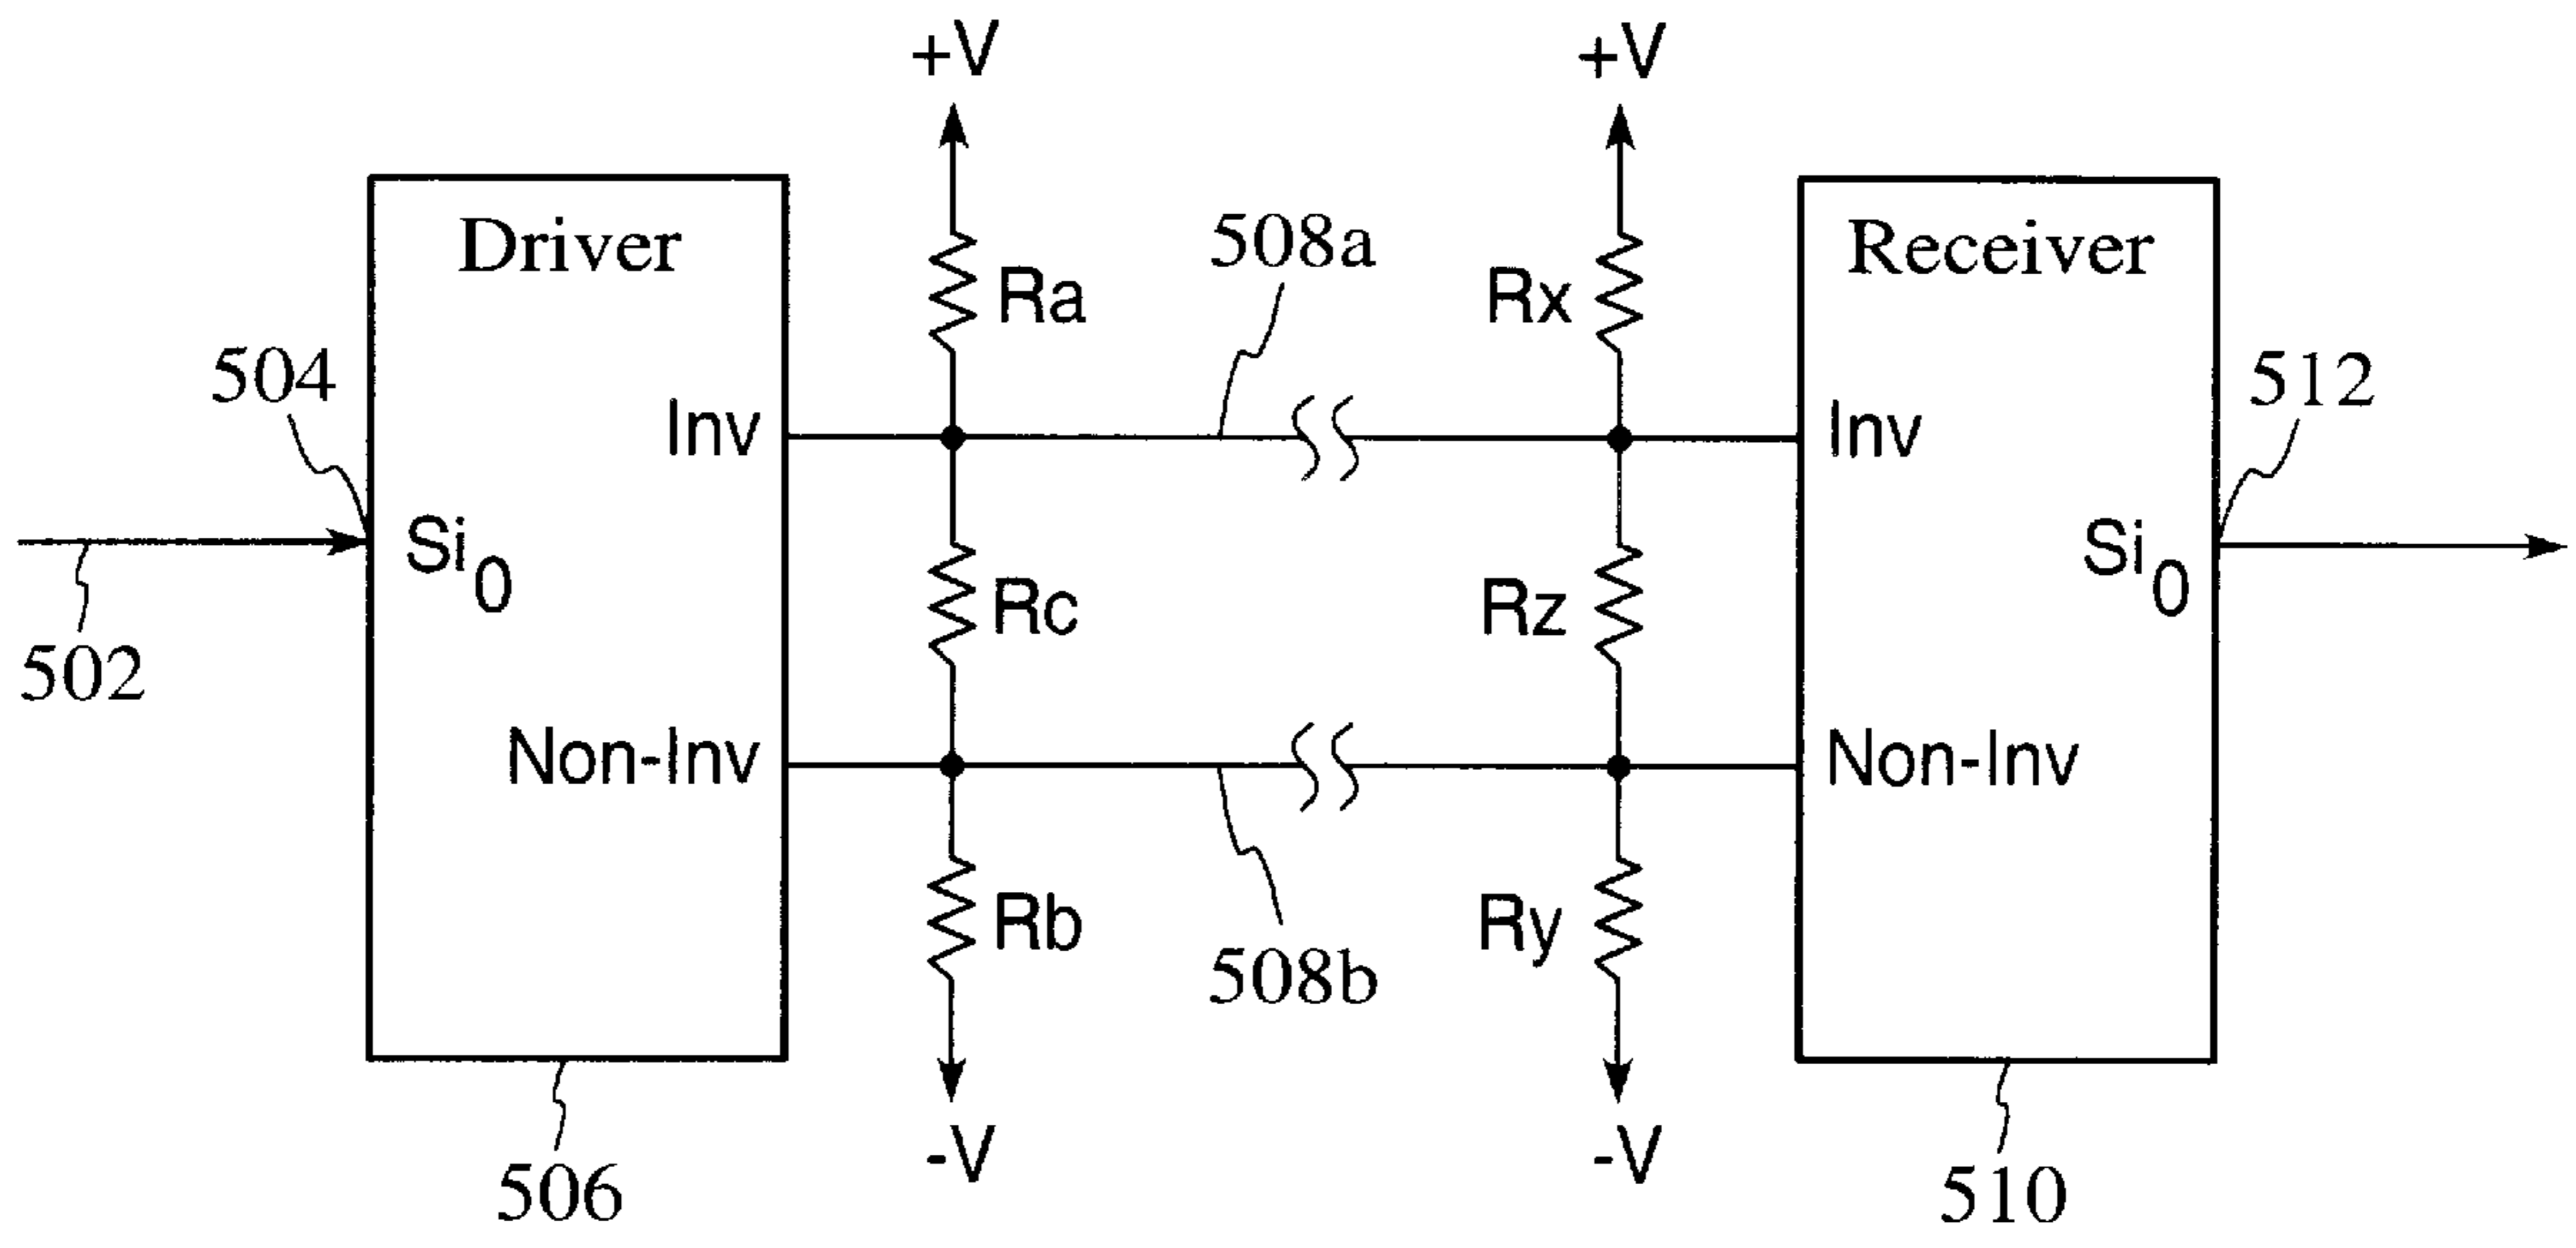 +V +V
Driver 508a Receiver
Ra Rx
504 512
Inv Inv
Si0 Si0
Rc Rz
502
Non-Inv Non-Inv
Rb Ry
508b
-V -V
506 510